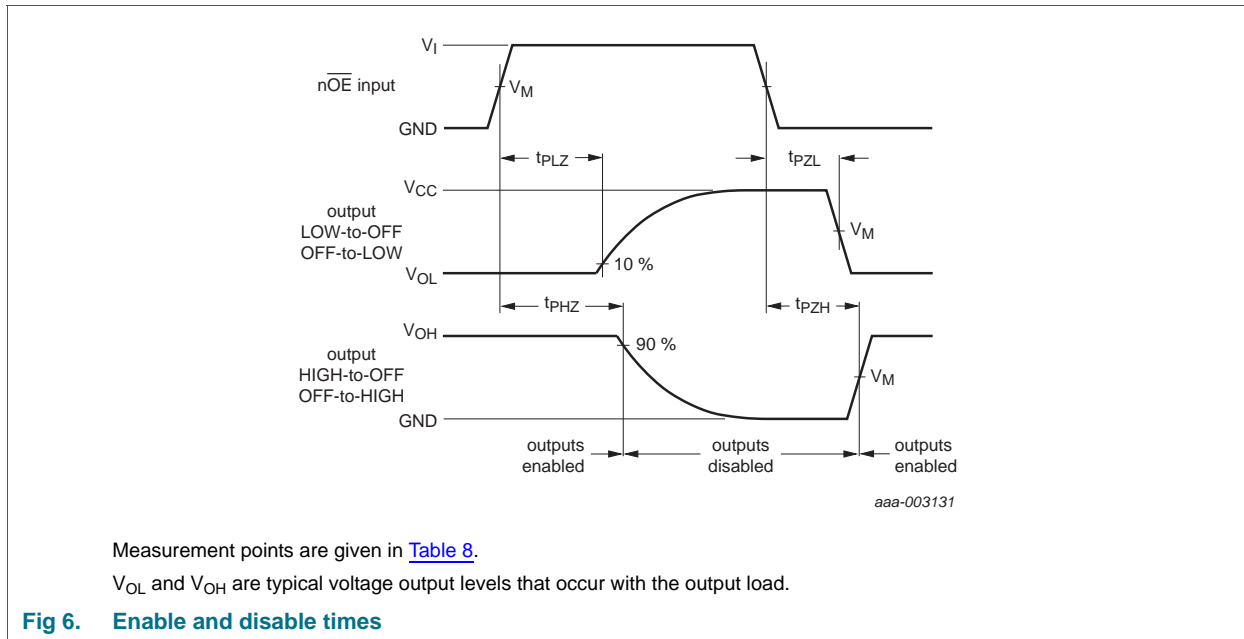 V_I
nOE input
V_M
GND
t_PLZ
t_PZL
V_CC
output
LOW-to-OFF
OFF-to-LOW
V_M
10 %
V_OL
t_PHZ
t_PZH
V_OH
90 %
output
HIGH-to-OFF
OFF-to-HIGH
V_M
GND
outputs enabled
outputs disabled
outputs enabled
aaa-003131
Measurement points are given in Table 8.
V_OL and V_OH are typical voltage output levels that occur with the output load.
Fig 6. Enable and disable times